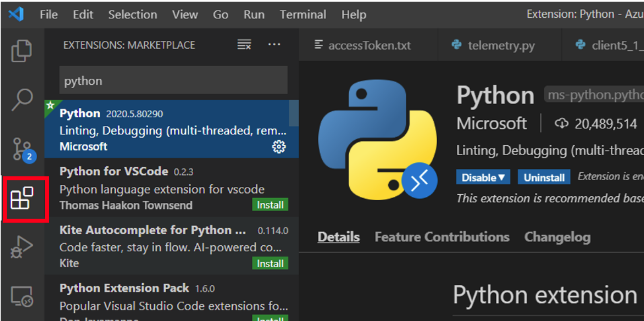 File Edit Selection View Go Run Terminal Help Extension: Python - Azu
EXTENSIONS: MARKETPLACE
accessToken.txt telemetry.py client5_1_
python
Python 2020.5.80290
Linting, Debugging (multi-threaded, rem...
Microsoft
Python for VSCode 0.2.3
Python language extension for vscode
Thomas Haakon Townsend Install
Kite Autocomplete for Python ... 0.114.0
Code faster, stay in flow. AI-powered co...
Kite Install
Python Extension Pack 1.6.0
Popular Visual Studio Code extensions fo...
Install
2
Python ms-python.pytho
Microsoft 20,489,514
Linting, Debugging (multi-threac
Disable Uninstall Extension is en
This extension is recommended base
Details Feature Contributions Changelog
Python extension